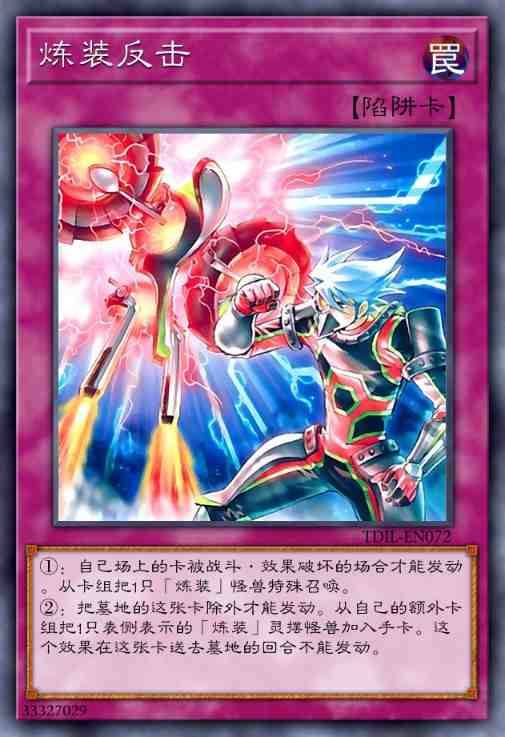 炼装反击
罠
【陷阱卡】
TDIL-EN072
①：自己场上的卡被战斗·效果破坏的场合才能发动
。从卡组把1只「炼装」怪兽特殊召唤。
②：把墓地的这张卡除外才能发动。从自己的额外卡
组把1只表侧表示的「炼装」灵摆怪兽加入手卡。这
个效果在这张卡送去墓地的回合不能发动。
33327029